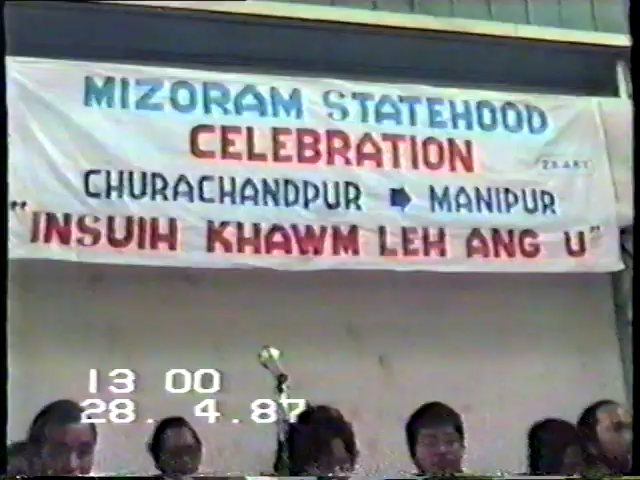 MIZORAM STATEHOOD
CELEBRATION
CHURACHANDPUR ➡ MANIPUR
"INSUIH KHAWM LEH ANG U"
13 00
28. 4.87